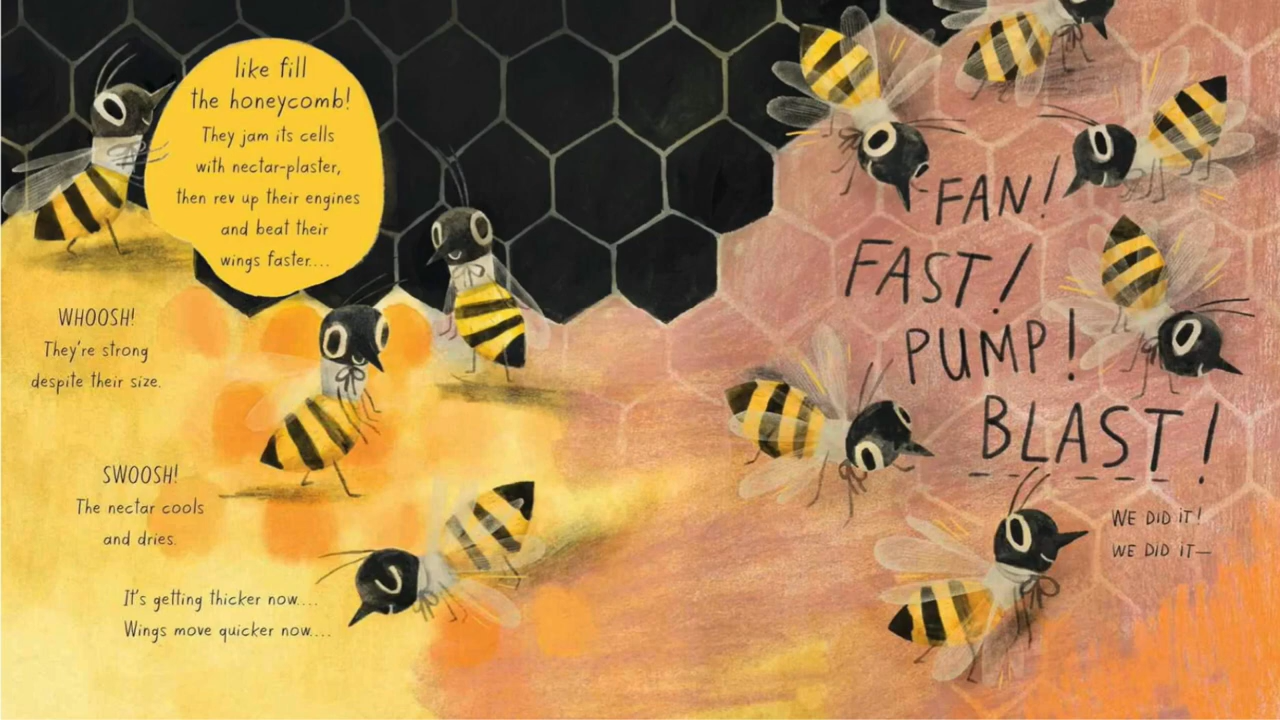 like fill
the honeycomb!
They jam its cells
with nectar-plaster,
then rev up their engines
and beat their
wings faster....
WHOOSH!
They're strong
despite their size.
SWOOSH!
The nectar cools
and dries.
It's getting thicker now....
Wings move quicker now....
FAN!
FAST!
PUMP!
BLAST!
WE DID IT!
WE DID IT—